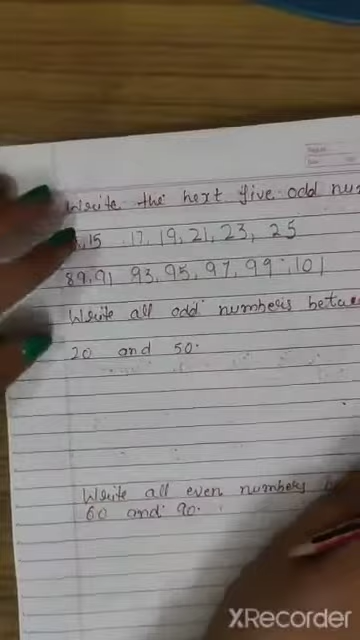 Write the next five odd nu
, 15 17, 19, 21, 23, 25
89, 91 93, 95, 97, 99, 101
Write all odd numbers betw
20 and 50.
Write all even numbers b
60 and 90.
XRecorder